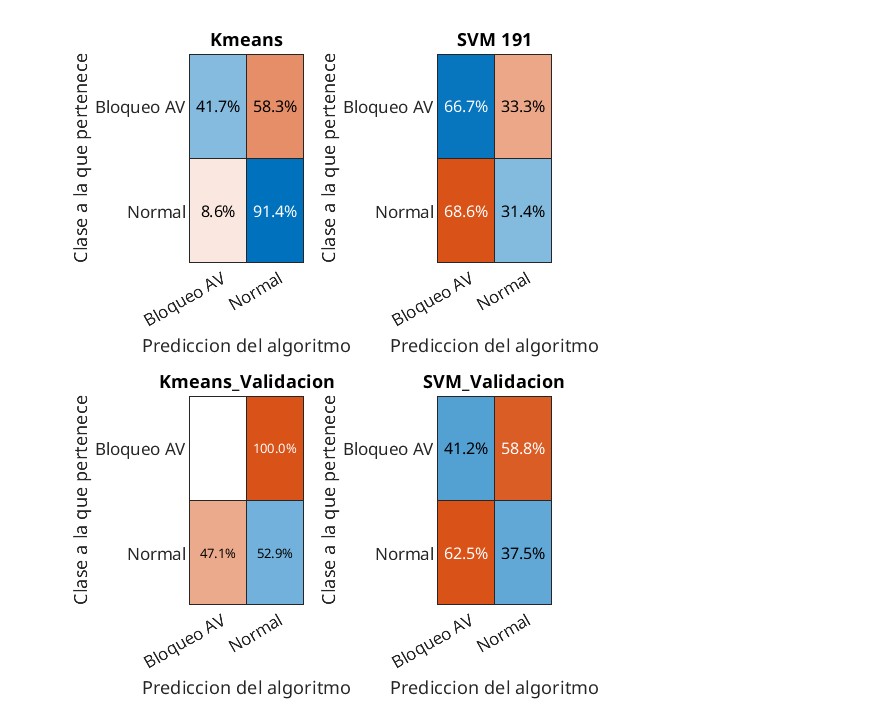 Kmeans
Clase a la que pertenece
Bloqueo AV
41.7%
58.3%
Normal
8.6%
91.4%
Bloqueo AV
Normal
Prediccion del algoritmo
SVM 191
Clase a la que pertenece
Bloqueo AV
66.7%
33.3%
Normal
68.6%
31.4%
Bloqueo AV
Normal
Prediccion del algoritmo
Kmeans_Validacion
Clase a la que pertenece
Bloqueo AV
100.0%
Normal
47.1%
52.9%
Bloqueo AV
Normal
Prediccion del algoritmo
SVM_Validacion
Clase a la que pertenece
Bloqueo AV
41.2%
58.8%
Normal
62.5%
37.5%
Bloqueo AV
Normal
Prediccion del algoritmo